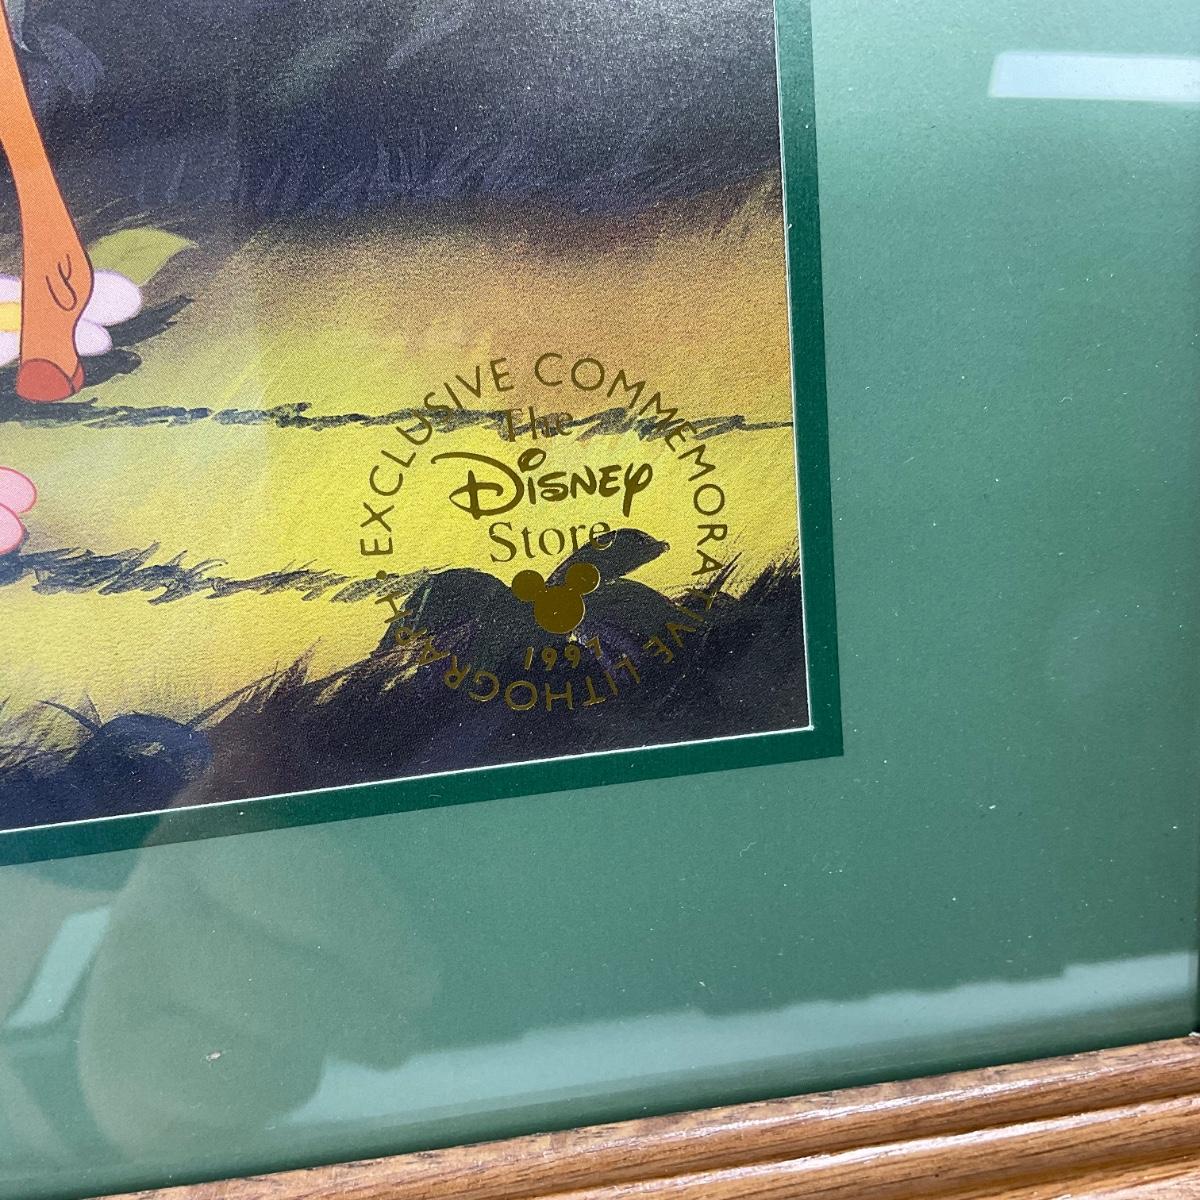 EXCLUSIVE COMMEMORATIVE LITHOGRAPH •
The
Disney
Store
1997